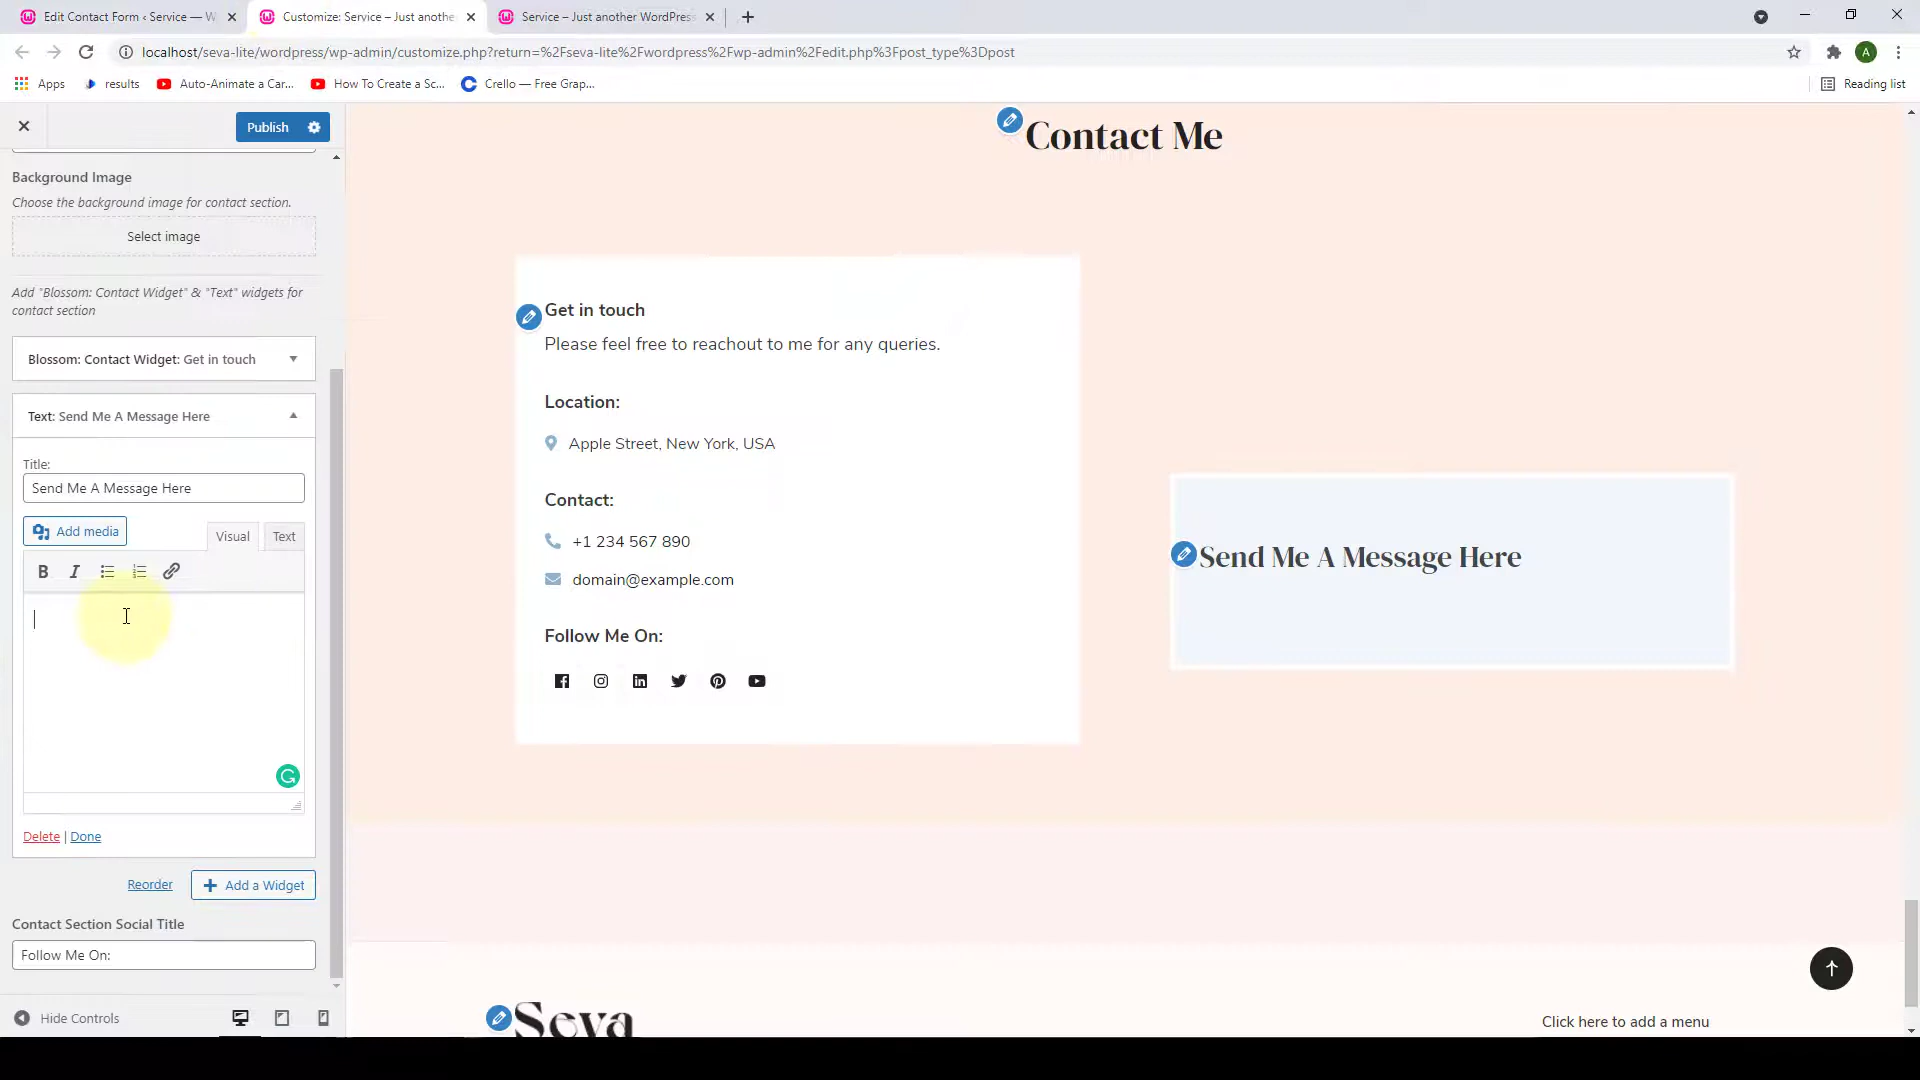 Edit Contact Form ‹ Service — W
Customize: Service – Just anothe
Service – Just another WordPres
localhost/seva-lite/wordpress/wp-admin/customize.php?return=%2Fseva-lite%2Fwordpress%2Fwp-admin%2Fedit.php%3Fpost_type%3Dpost
A
Apps
results
Auto-Animate a Car...
How To Create a Sc...
Crello — Free Grap...
Reading list
Publish
Background Image
Choose the background image for contact section.
Select image
Add "Blossom: Contact Widget" & "Text" widgets for
contact section
Blossom: Contact Widget: Get in touch
Text: Send Me A Message Here
Title:
Send Me A Message Here
Add media
Visual
Text
B I
Delete | Done
Reorder
Add a Widget
Contact Section Social Title
Follow Me On:
Hide Controls
Contact Me
Get in touch
Please feel free to reachout to me for any queries.
Location:
Apple Street, New York, USA
Contact:
+1 234 567 890
domain@example.com
Follow Me On:
Send Me A Message Here
Seva
Click here to add a menu